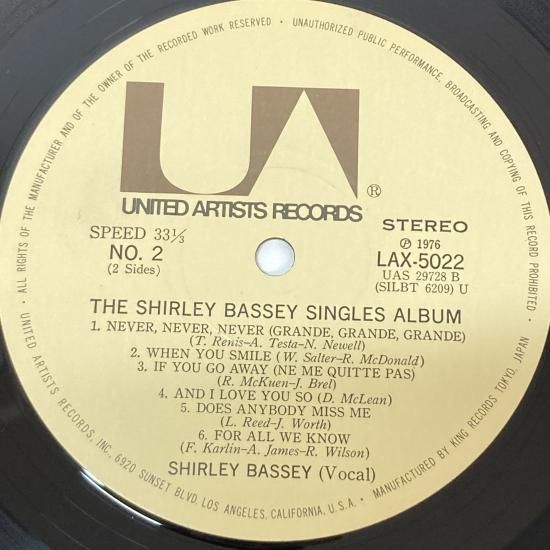 • ALL RIGHTS OF THE MANUFACTURER AND OF THE OWNER OF THE RECORDED WORK RESERVED • UNAUTHORIZED PUBLIC PERFORMANCE, BROADCASTING AND COPYING OF THIS RECORD PROHIBITED •
UA®
UNITED ARTISTS RECORDS
SPEED 33⅓
NO. 2
(2 Sides)
STEREO
Ⓟ 1976
LAX-5022
UAS 29728 B
(SILBT 6209) U
THE SHIRLEY BASSEY SINGLES ALBUM
1. NEVER, NEVER, NEVER (GRANDE, GRANDE, GRANDE)
(T. Renis-A. Testa-N. Newell)
2. WHEN YOU SMILE (W. Salter-R. McDonald)
3. IF YOU GO AWAY (NE ME QUITTE PAS)
(R. McKuen-J. Brel)
4. AND I LOVE YOU SO (D. McLean)
5. DOES ANYBODY MISS ME
(L. Reed-J. Worth)
6. FOR ALL WE KNOW
(F. Karlin-A. James-R. Wilson)
SHIRLEY BASSEY (Vocal)
UNITED ARTISTS RECORDS, INC., 6920 SUNSET BLVD. LOS ANGELES, CALIFORNIA, U.S.A. • MANUFACTURED BY KING RECORDS TOKYO, JAPAN